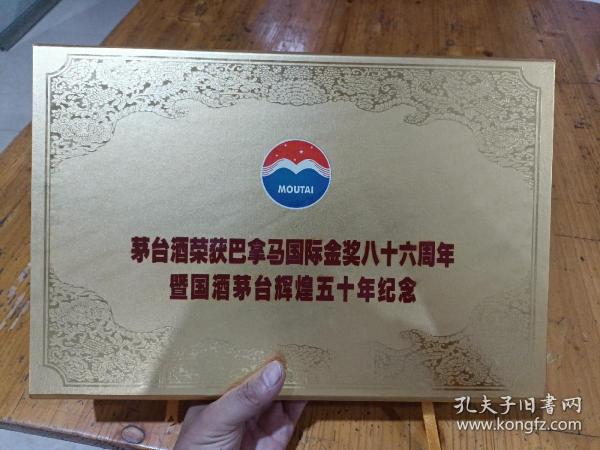 MOUTAI
茅台酒荣获巴拿马国际金奖八十六周年
暨国酒茅台辉煌五十年纪念
孔夫子旧书网
www.kongfz.com